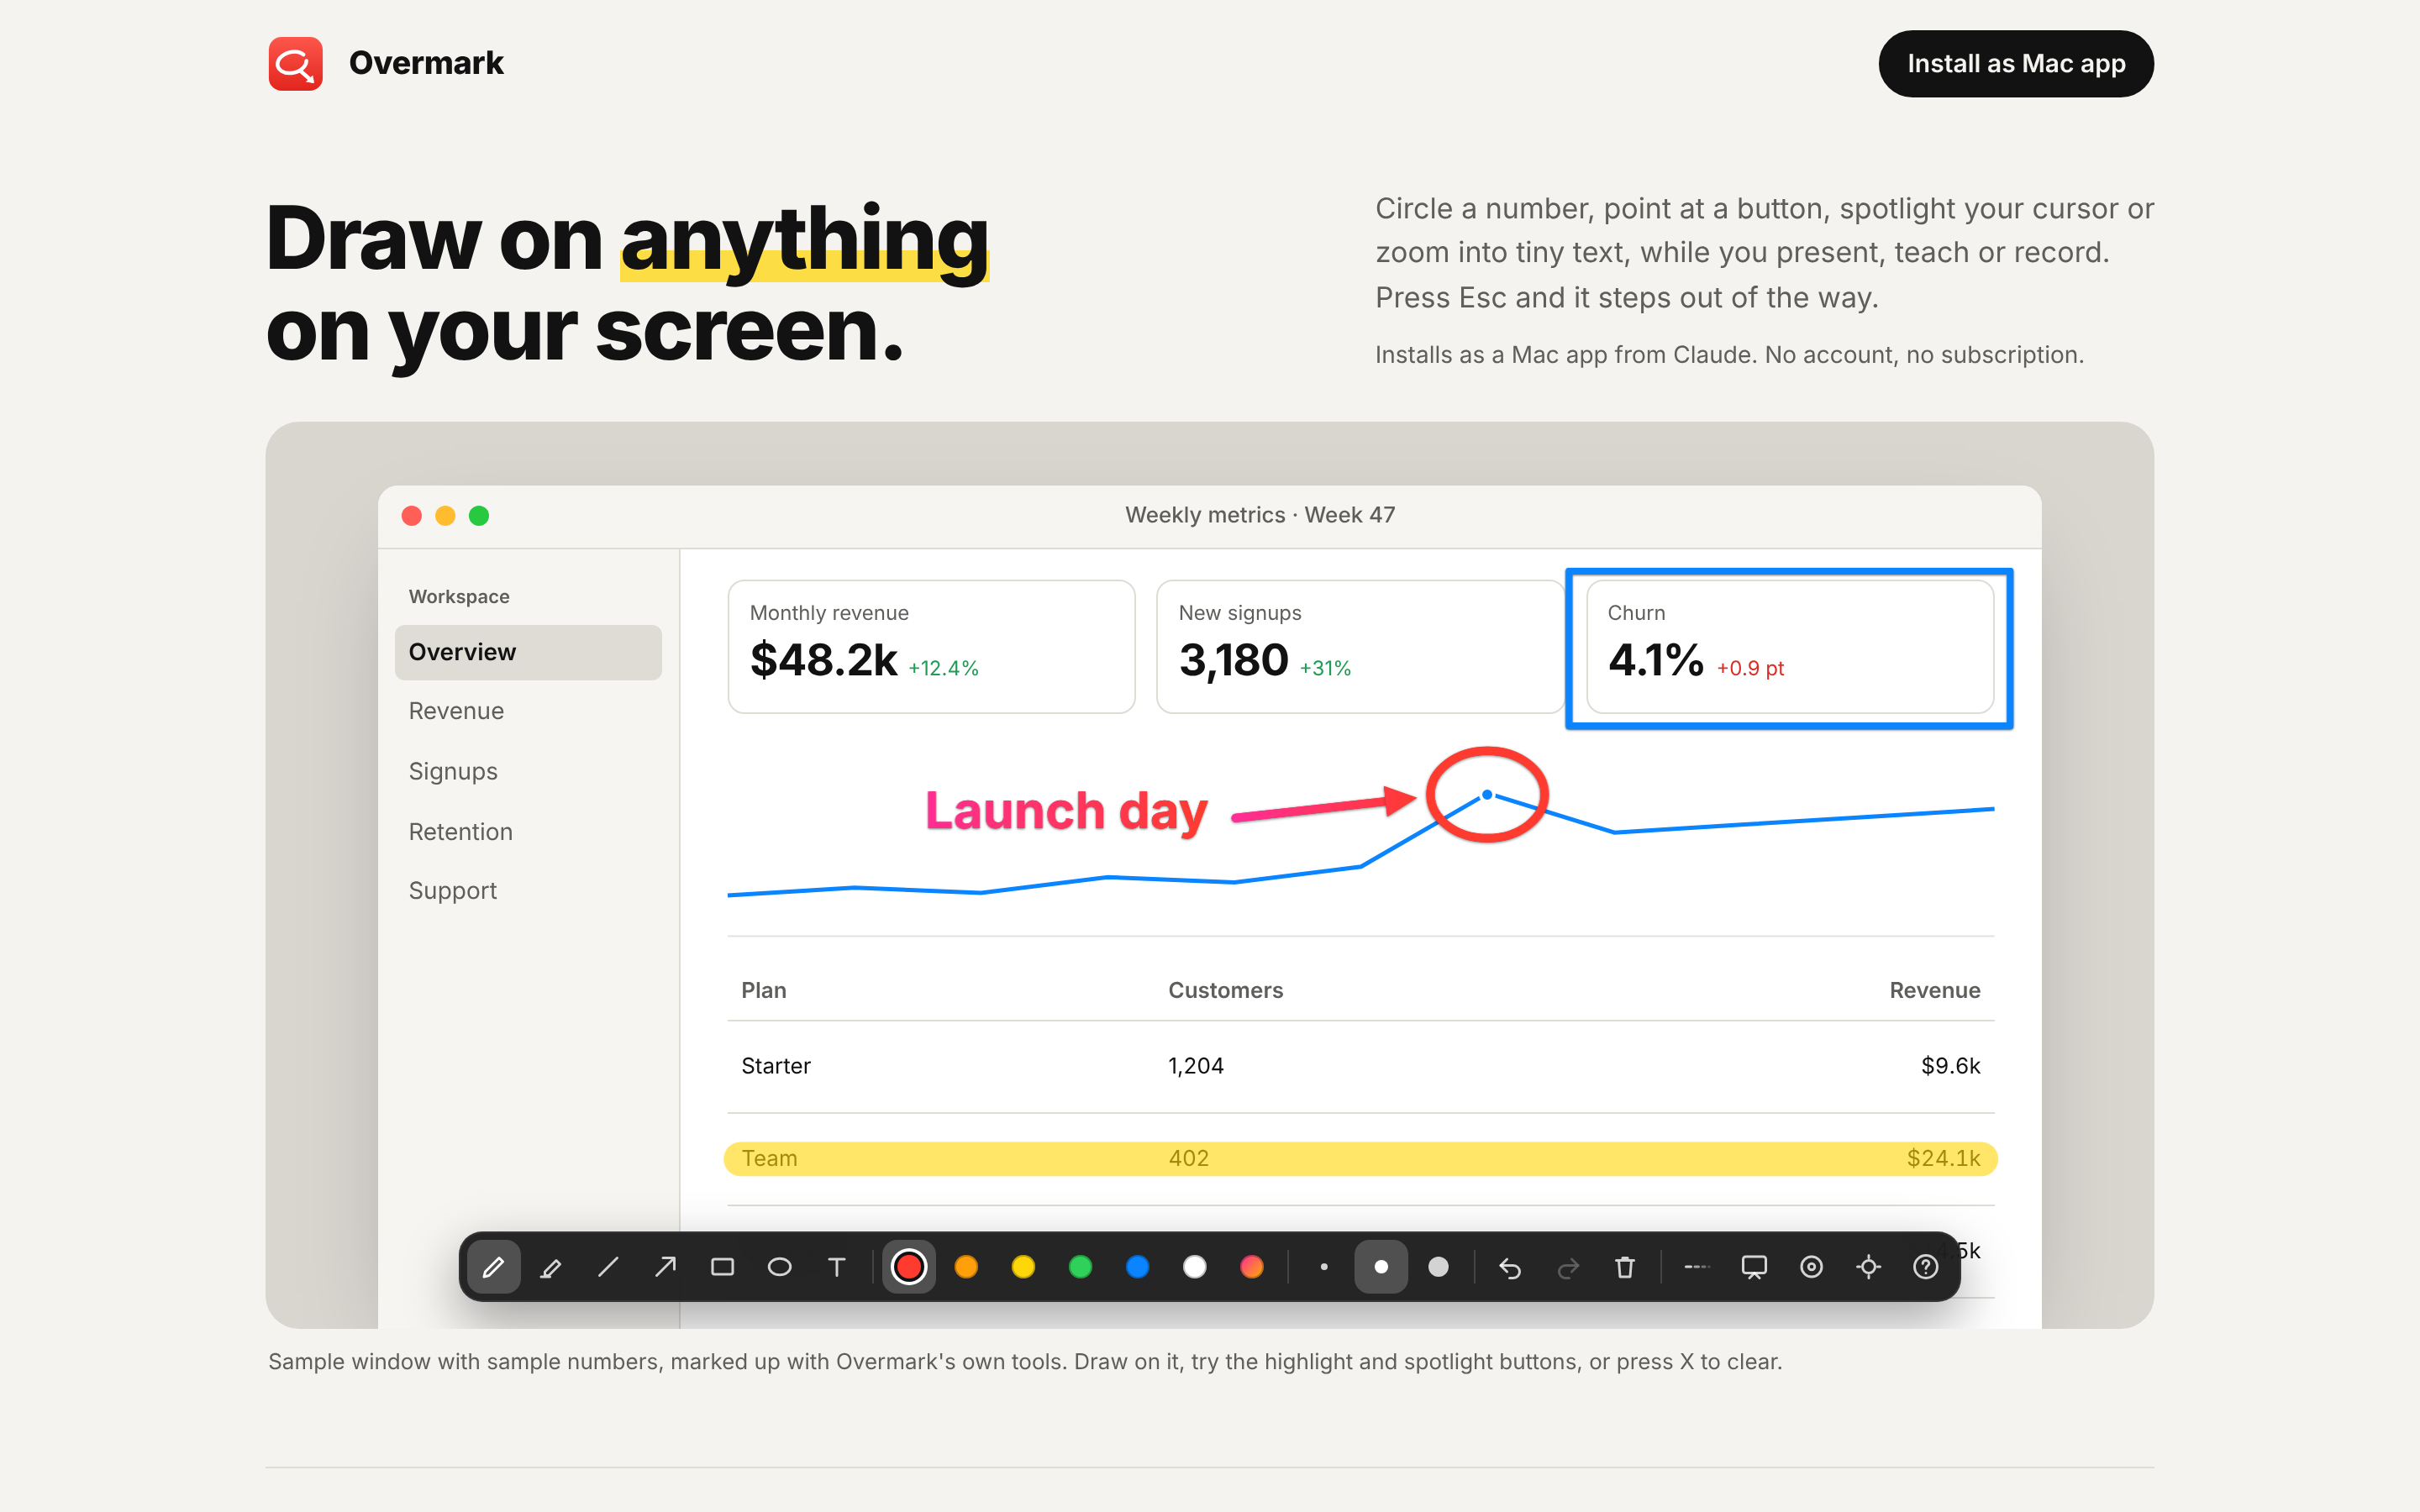 Overmark
Install as Mac app
Draw on anything
on your screen.
Circle a number, point at a button, spotlight your cursor or
zoom into tiny text, while you present, teach or record.
Press Esc and it steps out of the way.
Installs as a Mac app from Claude. No account, no subscription.
Weekly metrics · Week 47
Workspace
Overview
Revenue
Signups
Retention
Support
Monthly revenue
$48.2k +12.4%
New signups
3,180 +31%
Churn
4.1% +0.9 pt
Launch day
Plan Customers Revenue
Starter 1,204 $9.6k
Team 402 $24.1k
T
Sample window with sample numbers, marked up with Overmark's own tools. Draw on it, try the highlight and spotlight buttons, or press X to clear.